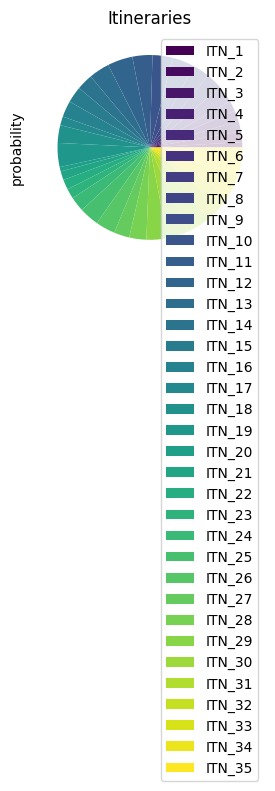 Itineraries
probability
ITN_1
ITN_2
ITN_3
ITN_4
ITN_5
ITN_6
ITN_7
ITN_8
ITN_9
ITN_10
ITN_11
ITN_12
ITN_13
ITN_14
ITN_15
ITN_16
ITN_17
ITN_18
ITN_19
ITN_20
ITN_21
ITN_22
ITN_23
ITN_24
ITN_25
ITN_26
ITN_27
ITN_28
ITN_29
ITN_30
ITN_31
ITN_32
ITN_33
ITN_34
ITN_35